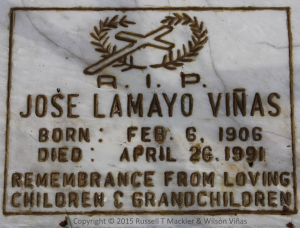 R. I. P.
JOSE LAMAYO VIÑAS
BORN: FEB. 6, 1906
DIED: APRIL 26, 1991
REMEMBRANCE FROM LOVING
CHILDREN & GRANDCHILDREN
Copyright © 2015 Russell T Mackler & Wilson Viñas